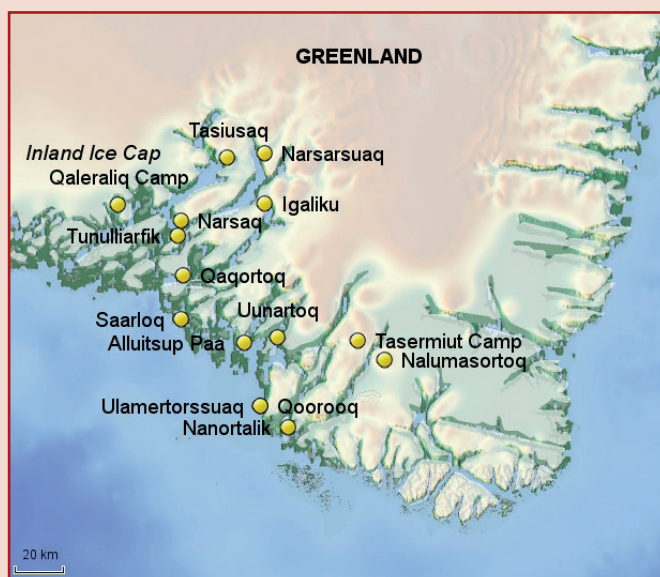 GREENLAND
Tasiusaq
Inland Ice Cap
Narsarsuaq
Qaleraliq Camp
Igaliku
Narsaq
Tunulliarfik
Qaqortoq
Uunartoq
Saarloq
Alluitsup Paa
Tasermiut Camp
Nalumasortoq
Ulamertorssuaq
Qoorooq
Nanortalik
20 km